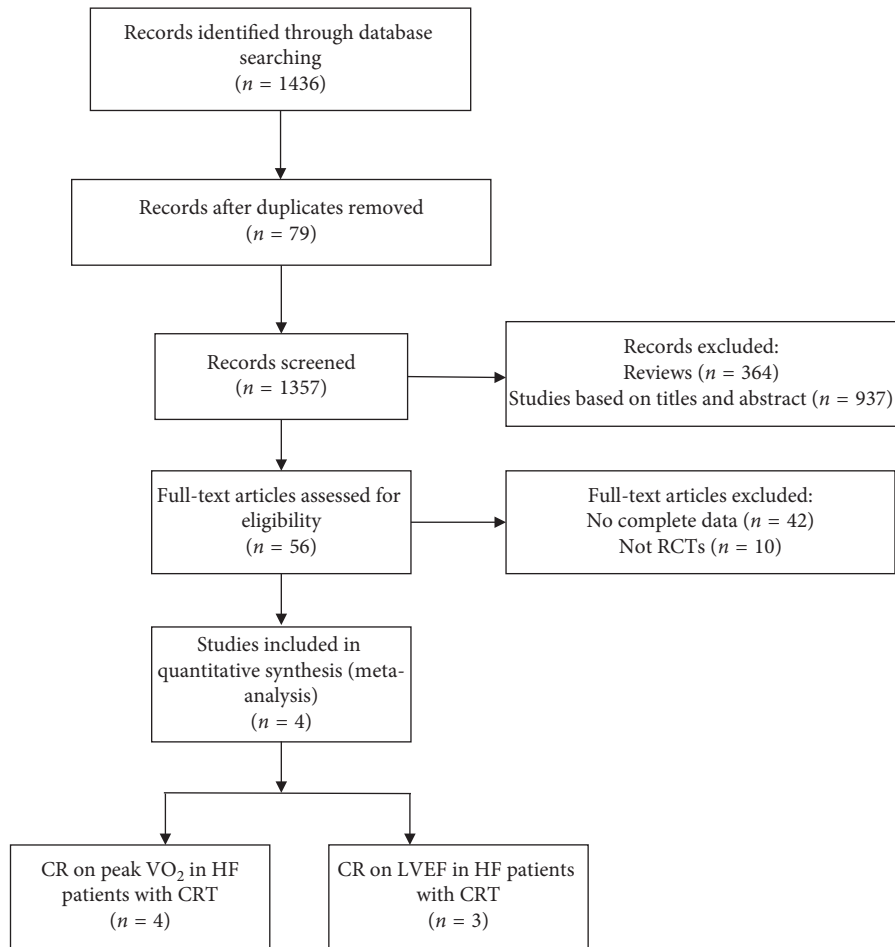 Records identified through database
searching
(n = 1436)
Records after duplicates removed
(n = 79)
Records screened
(n = 1357)
Records excluded:
Reviews (n = 364)
Studies based on titles and abstract (n = 937)
Full-text articles assessed for
eligibility
(n = 56)
Full-text articles excluded:
No complete data (n = 42)
Not RCTs (n = 10)
Studies included in
quantitative synthesis (meta-
analysis)
(n = 4)
CR on peak VO₂ in HF
patients with CRT
(n = 4)
CR on LVEF in HF patients
with CRT
(n = 3)